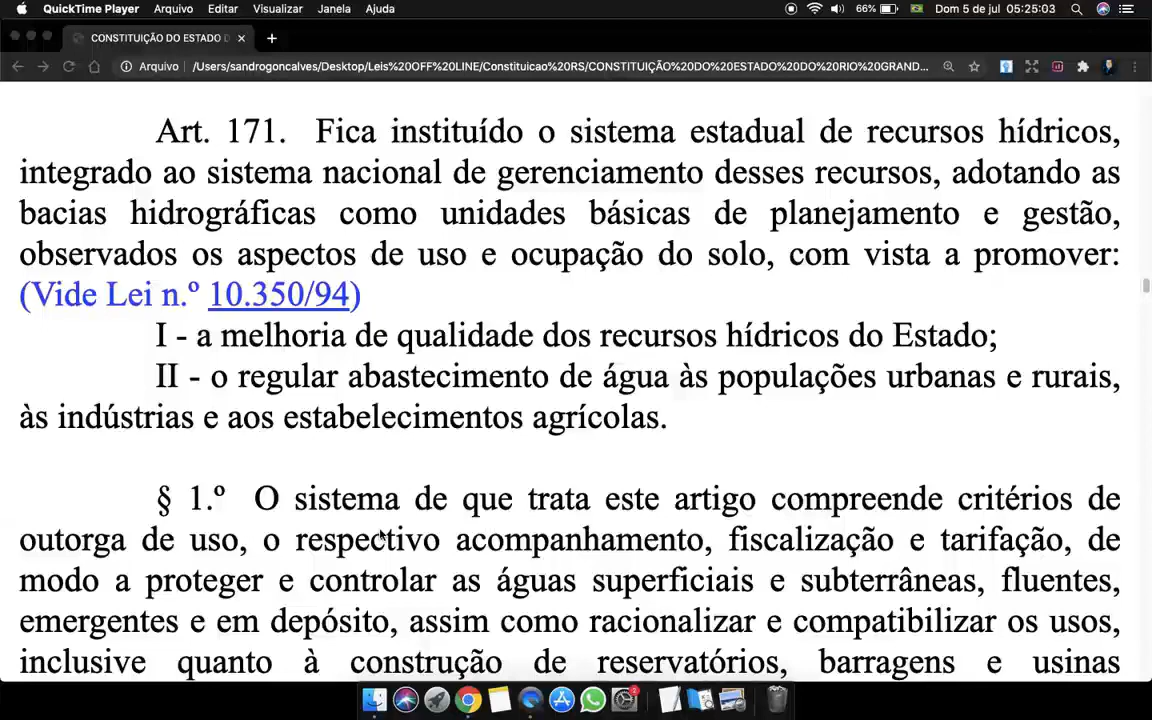 QuickTime Player Arquivo Editar Visualizar Janela Ajuda 66% Dom 5 de jul 05:25:03
CONSTITUIÇÃO DO ESTADO D
Arquivo /Users/sandrogoncalves/Desktop/Leis%20OFF%20LINE/Constituicao%20RS/CONSTITUIÇÃO%20DO%20ESTADO%20DO%20RIO%20GRAND...
Art. 171. Fica instituído o sistema estadual de recursos hídricos,
integrado ao sistema nacional de gerenciamento desses recursos, adotando as
bacias hidrográficas como unidades básicas de planejamento e gestão,
observados os aspectos de uso e ocupação do solo, com vista a promover:
(Vide Lei n.º 10.350/94)
I - a melhoria de qualidade dos recursos hídricos do Estado;
II - o regular abastecimento de água às populações urbanas e rurais,
às indústrias e aos estabelecimentos agrícolas.
§ 1.º O sistema de que trata este artigo compreende critérios de
outorga de uso, o respectivo acompanhamento, fiscalização e tarifação, de
modo a proteger e controlar as águas superficiais e subterrâneas, fluentes,
emergentes e em depósito, assim como racionalizar e compatibilizar os usos,
inclusive quanto à construção de reservatórios, barragens e usinas